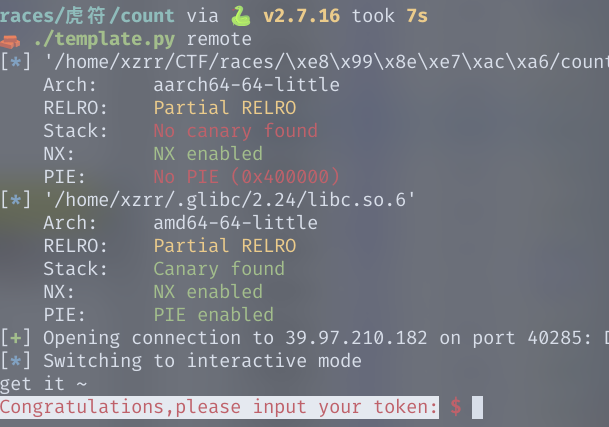 races/虎符/count via 🐍 v2.7.16 took 7s
🧱 ./template.py remote
[*] '/home/xzrr/CTF/races/\xe8\x99\x8e\xe7\xac\xa6/count
Arch: aarch64-64-little
RELRO: Partial RELRO
Stack: No canary found
NX: NX enabled
PIE: No PIE (0x400000)
[*] '/home/xzrr/.glibc/2.24/libc.so.6'
Arch: amd64-64-little
RELRO: Partial RELRO
Stack: Canary found
NX: NX enabled
PIE: PIE enabled
[+] Opening connection to 39.97.210.182 on port 40285: D
[*] Switching to interactive mode
get it ~
Congratulations,please input your token: $